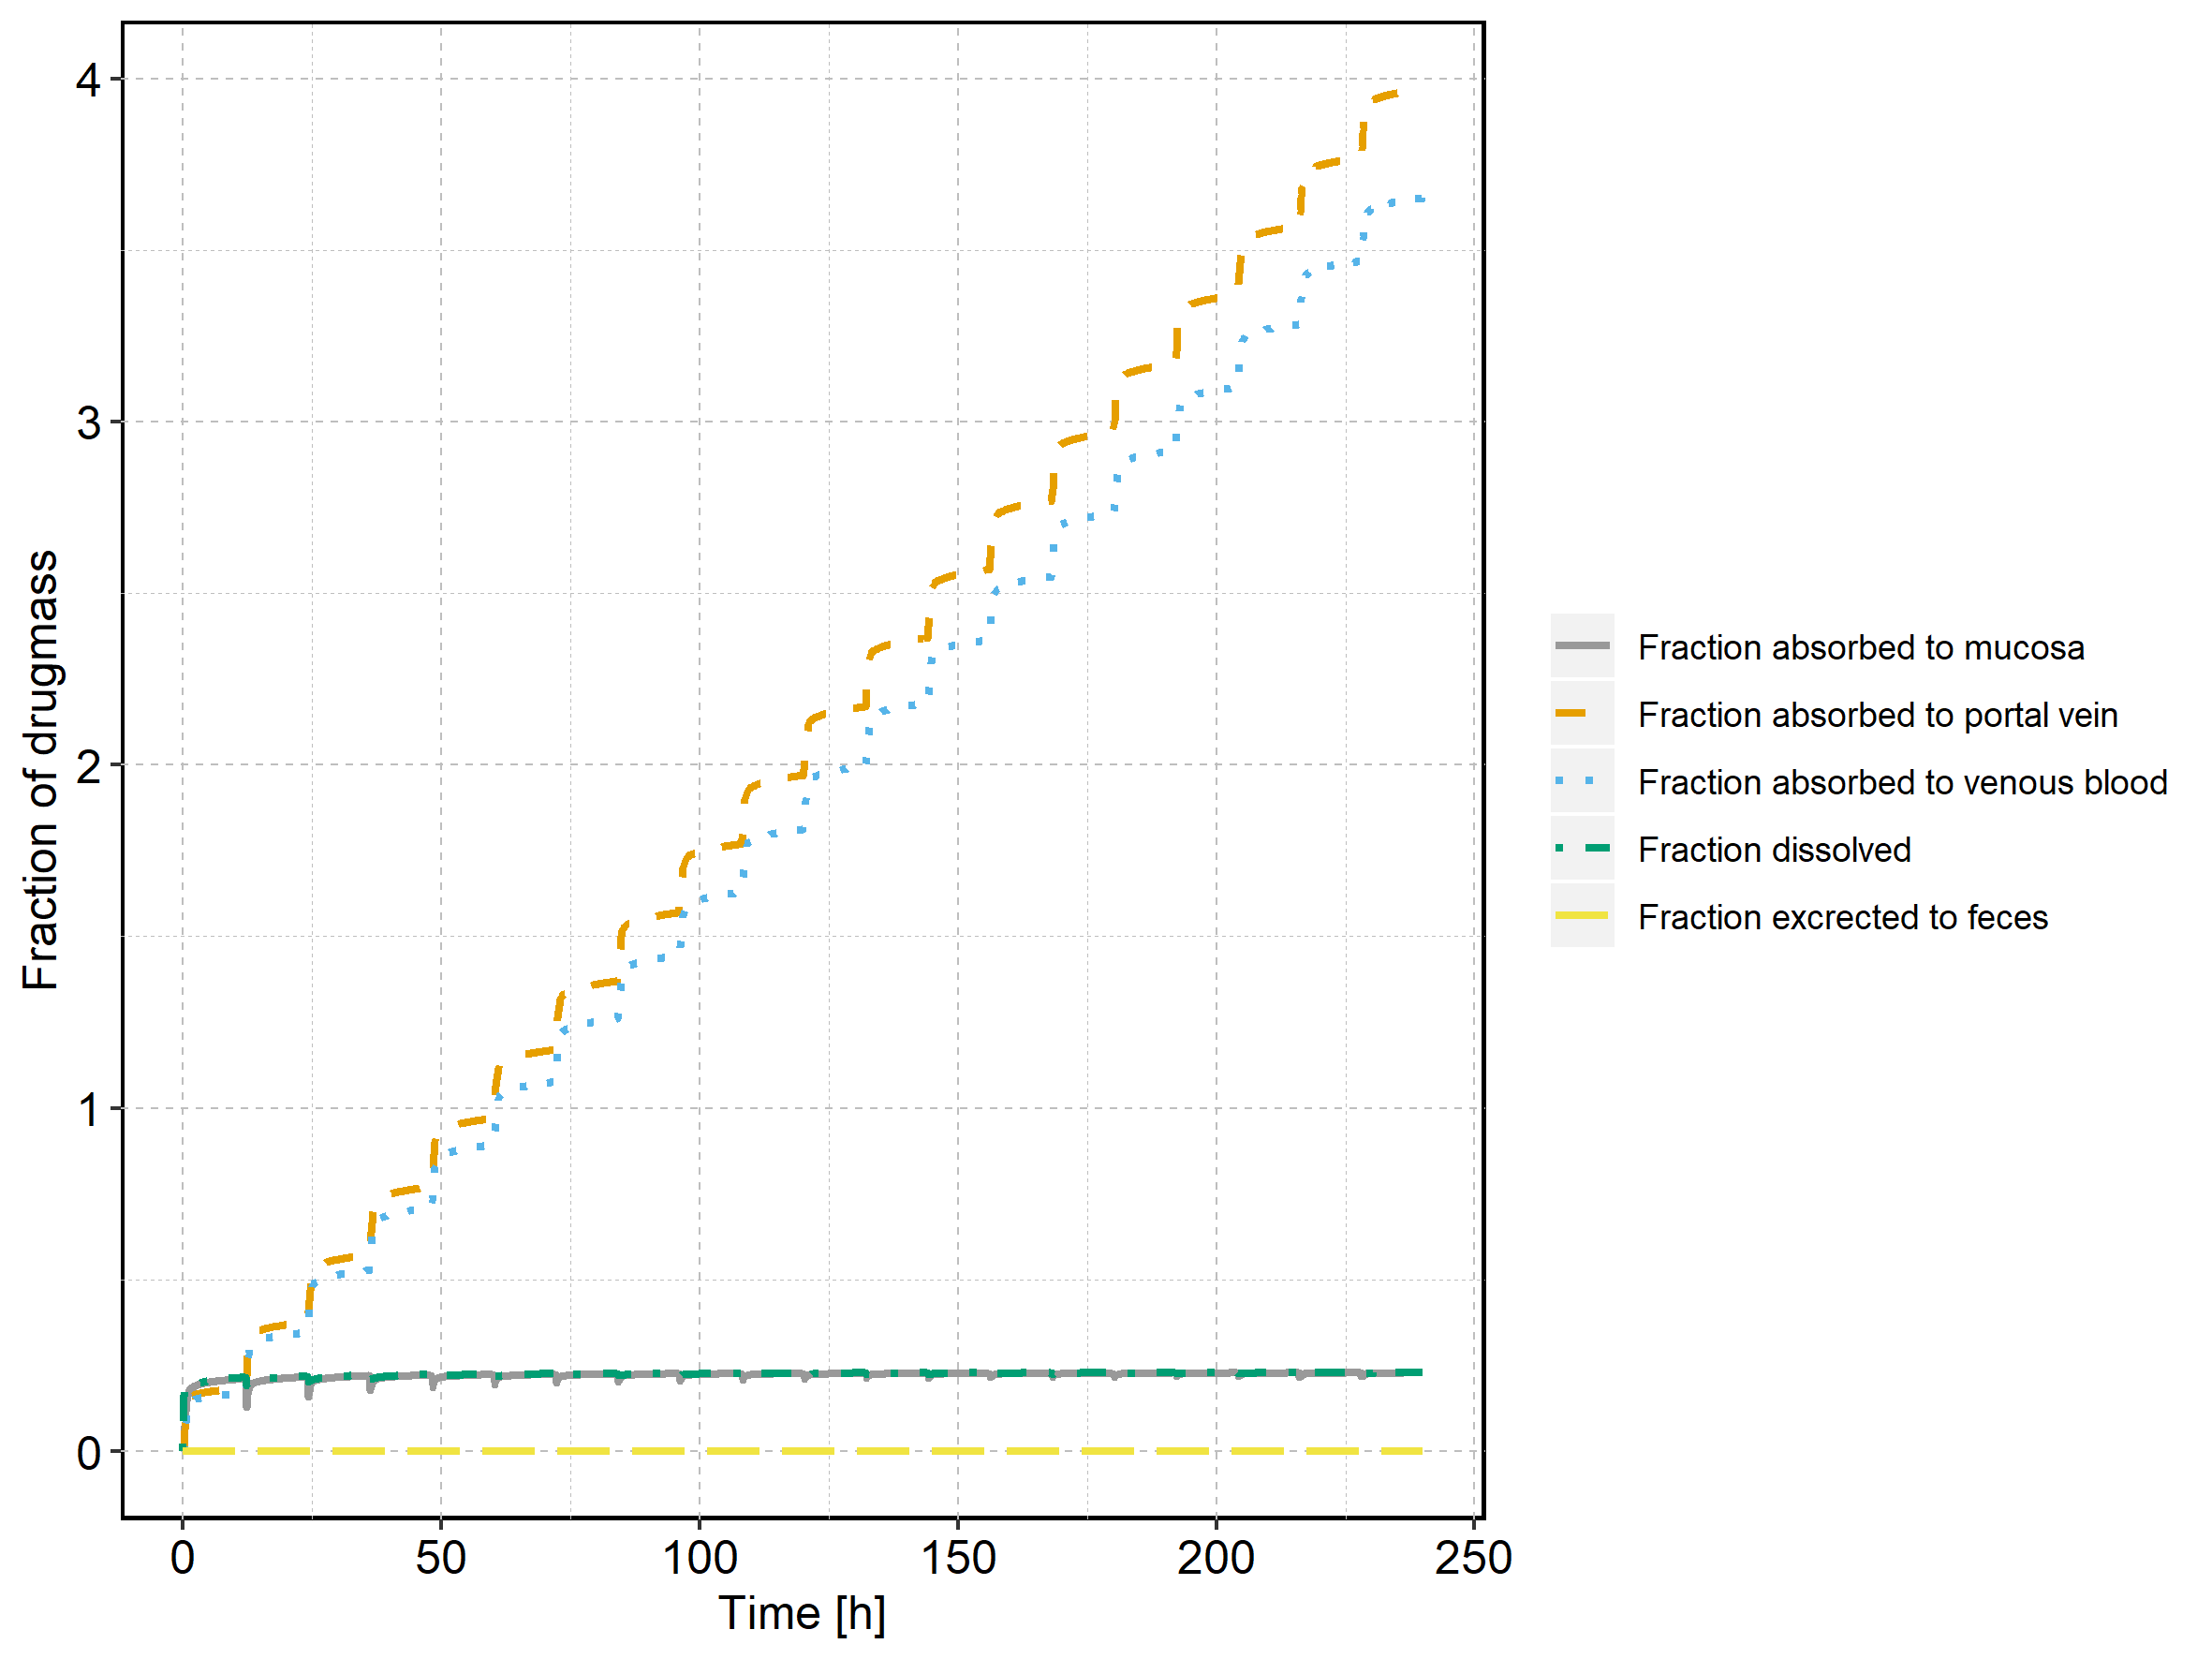 Fraction of drugmass
4
3
2
1
0
0 50 100 150 200 250
Time [h]
Fraction absorbed to mucosa
Fraction absorbed to portal vein
Fraction absorbed to venous blood
Fraction dissolved
Fraction excrected to feces